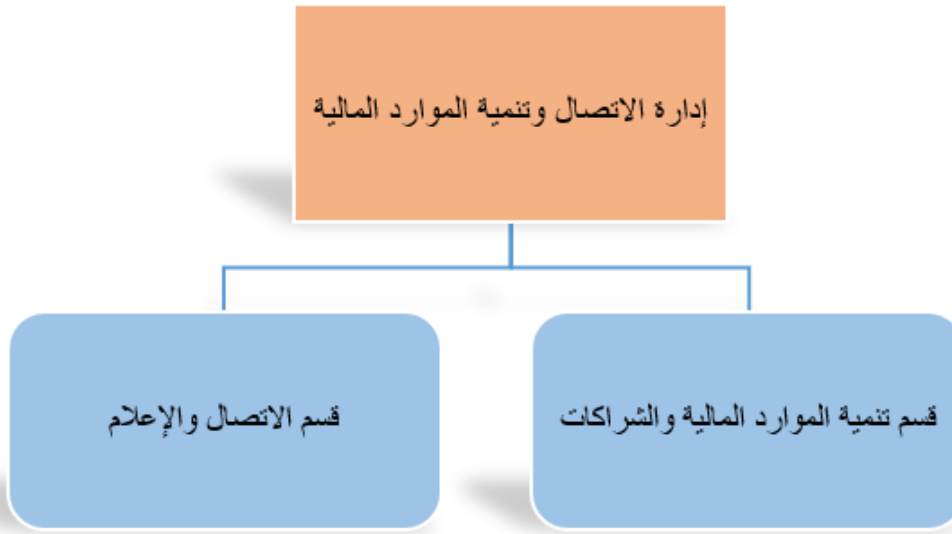 إدارة الاتصال وتنمية الموارد المالية
قسم تنمية الموارد المالية والشراكات
قسم الاتصال والإعلام